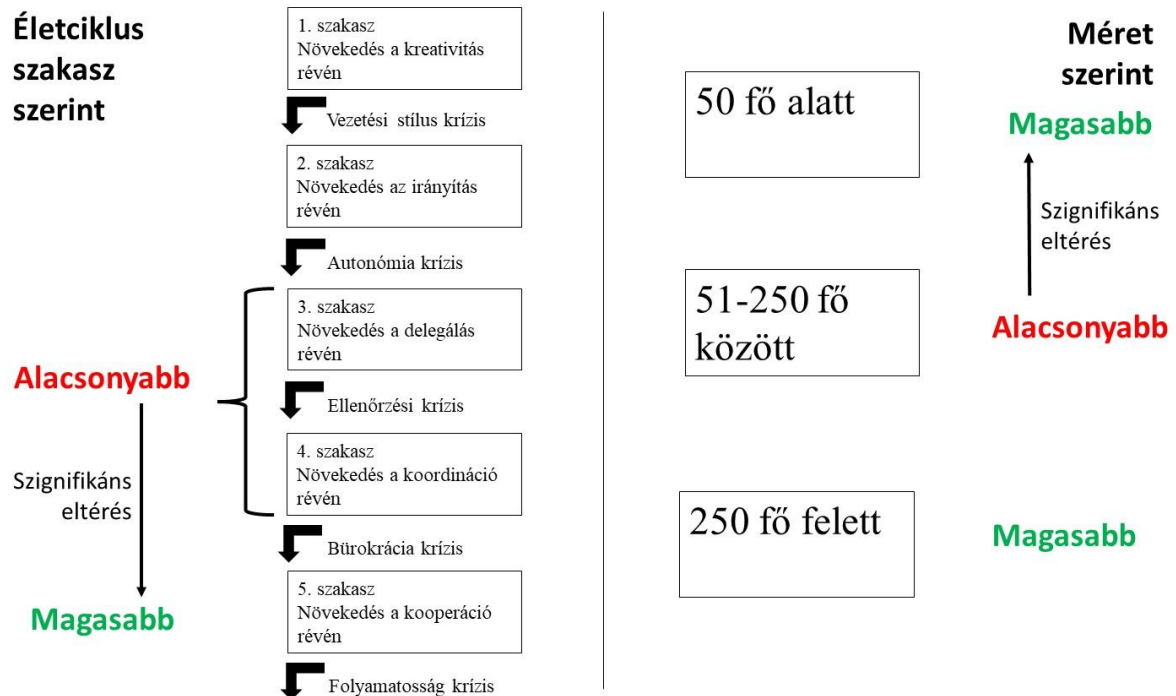 Életciklus
szakasz
szerint
1. szakasz
Növekedés a kreativitás
révén
Vezetési stílus krízis
2. szakasz
Növekedés az irányítás
révén
Autonómia krízis
3. szakasz
Növekedés a delegálás
révén
Alacsonyabb
Ellenőrzési krízis
4. szakasz
Növekedés a koordináció
révén
Szignifikáns
eltérés
Bürokrácia krízis
5. szakasz
Növekedés a kooperáció
révén
Magasabb
Folyamatosság krízis
Méret
szerint
50 fő alatt
Magasabb
Szignifikáns
eltérés
51-250 fő
között
Alacsonyabb
250 fő felett
Magasabb